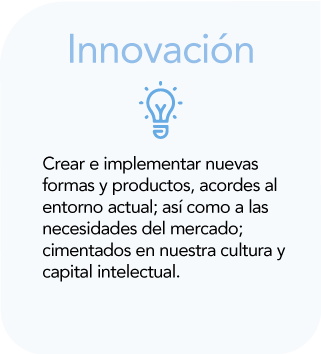 Innovación
Crear e implementar nuevas
formas y productos, acordes al
entorno actual; así como a las
necesidades del mercado;
cimentados en nuestra cultura y
capital intelectual.